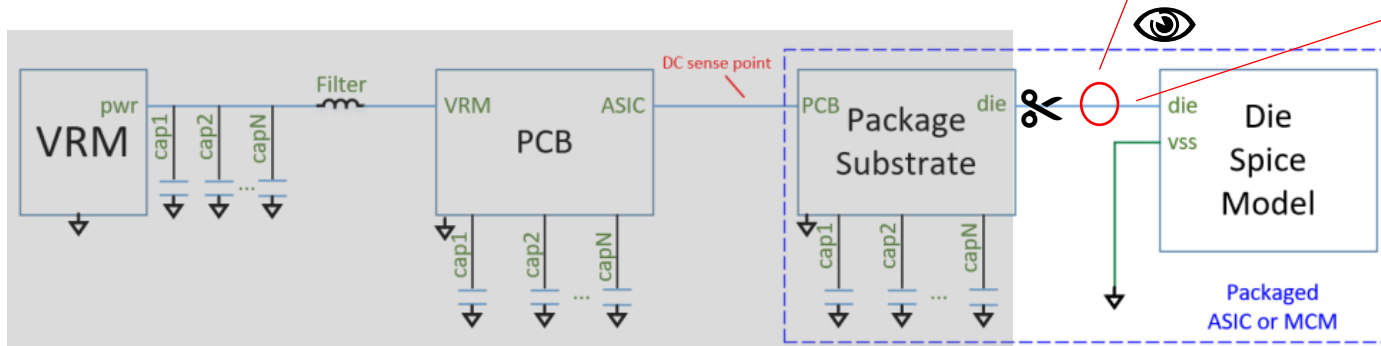 pwr
VRM
cap1
cap2
capN
...
Filter
VRM
ASIC
PCB
cap1
cap2
capN
...
DC sense point
PCB
die
Package
Substrate
cap1
cap2
capN
...
die
vss
Die
Spice
Model
Packaged
ASIC or MCM